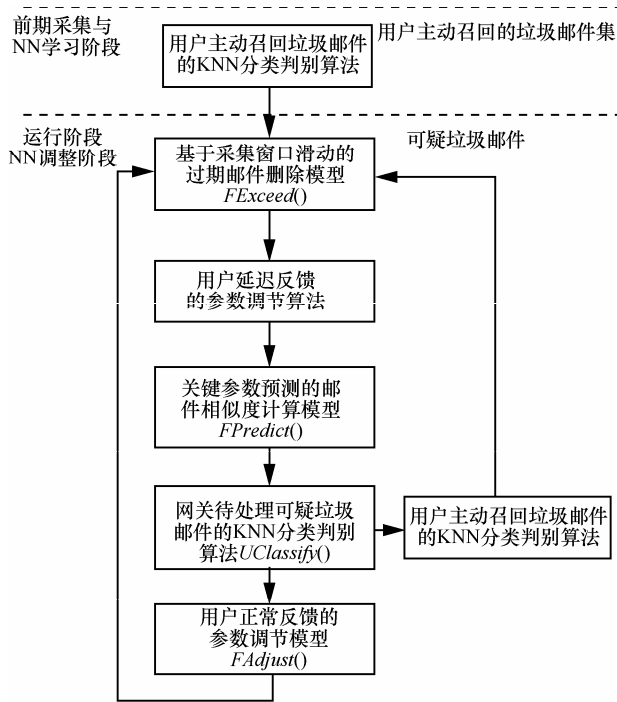 前期采集与
NN学习阶段
用户主动召回垃圾邮件
的KNN分类判别算法
用户主动召回的垃圾邮件集
运行阶段
NN调整阶段
可疑垃圾邮件
基于采集窗口滑动的
过期邮件删除模型
FExceed()
用户延迟反馈
的参数调节算法
关键参数预测的邮
件相似度计算模型
FPredict()
网关待处理可疑垃圾
邮件的KNN分类判别
算法UClassify()
用户主动召回垃圾邮件
的KNN分类判别算法
用户正常反馈的
参数调节模型
FAdjust()